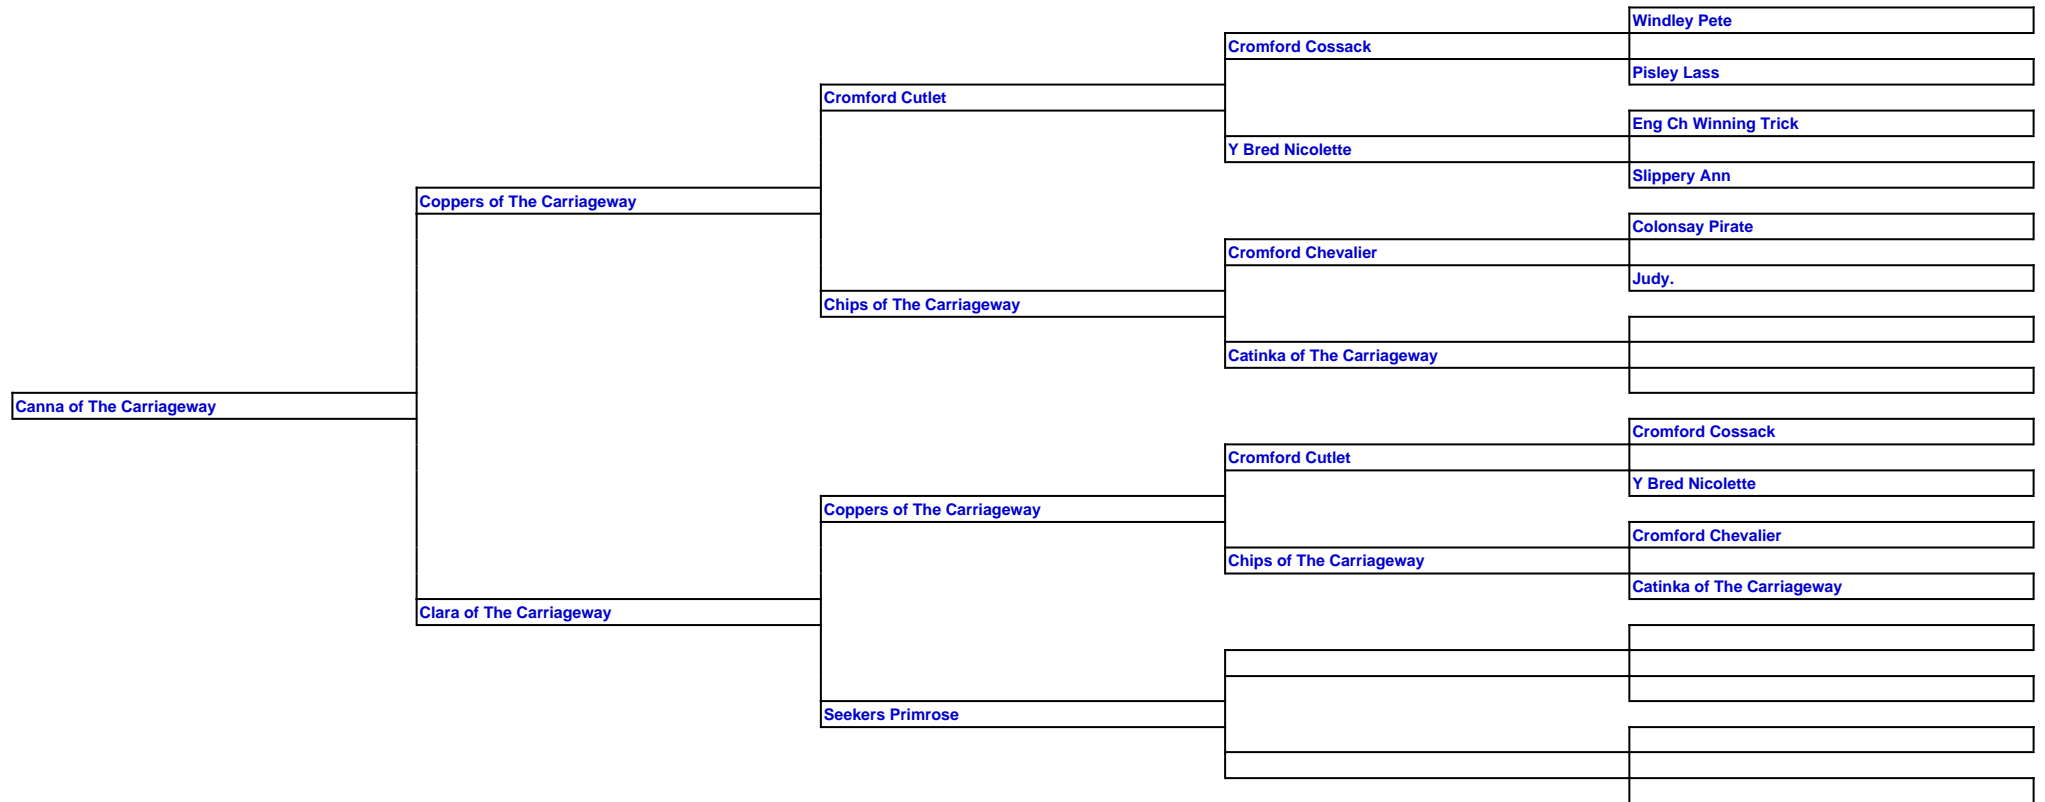 Windley Pete
Cromford Cossack
Pisley Lass
Cromford Cutlet
Eng Ch Winning Trick
Y Bred Nicolette
Slippery Ann
Coppers of The Carriageway
Colonsay Pirate
Cromford Chevalier
Judy.
Chips of The Carriageway
Catinka of The Carriageway
Canna of The Carriageway
Cromford Cossack
Cromford Cutlet
Y Bred Nicolette
Coppers of The Carriageway
Cromford Chevalier
Chips of The Carriageway
Catinka of The Carriageway
Clara of The Carriageway
Seekers Primrose